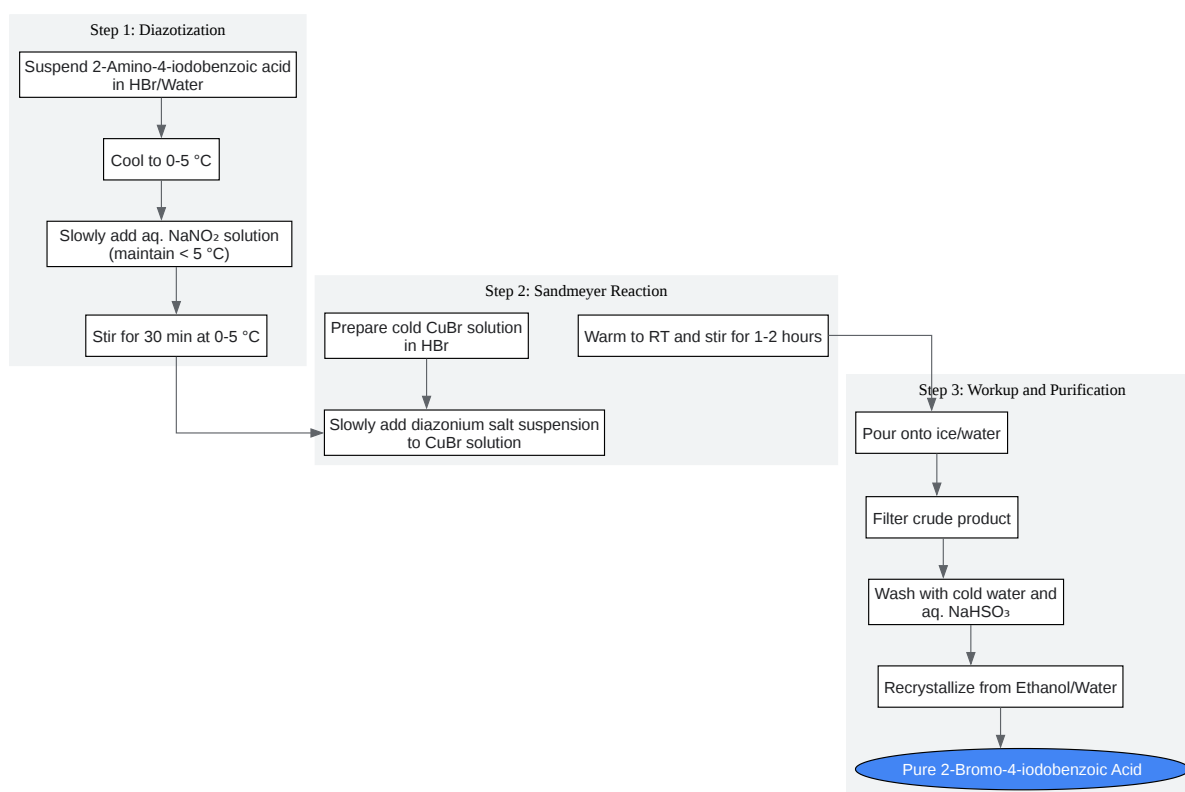 Step 1: Diazotization
Suspend 2-Amino-4-iodobenzoic acid
in HBr/Water
Cool to 0-5 °C
Slowly add aq. NaNO₂ solution
(maintain < 5 °C)
Stir for 30 min at 0-5 °C
Step 2: Sandmeyer Reaction
Prepare cold CuBr solution
in HBr
Warm to RT and stir for 1-2 hours
Slowly add diazonium salt suspension
to CuBr solution
Step 3: Workup and Purification
Pour onto ice/water
Filter crude product
Wash with cold water and
aq. NaHSO₃
Recrystallize from Ethanol/Water
Pure 2-Bromo-4-iodobenzoic Acid